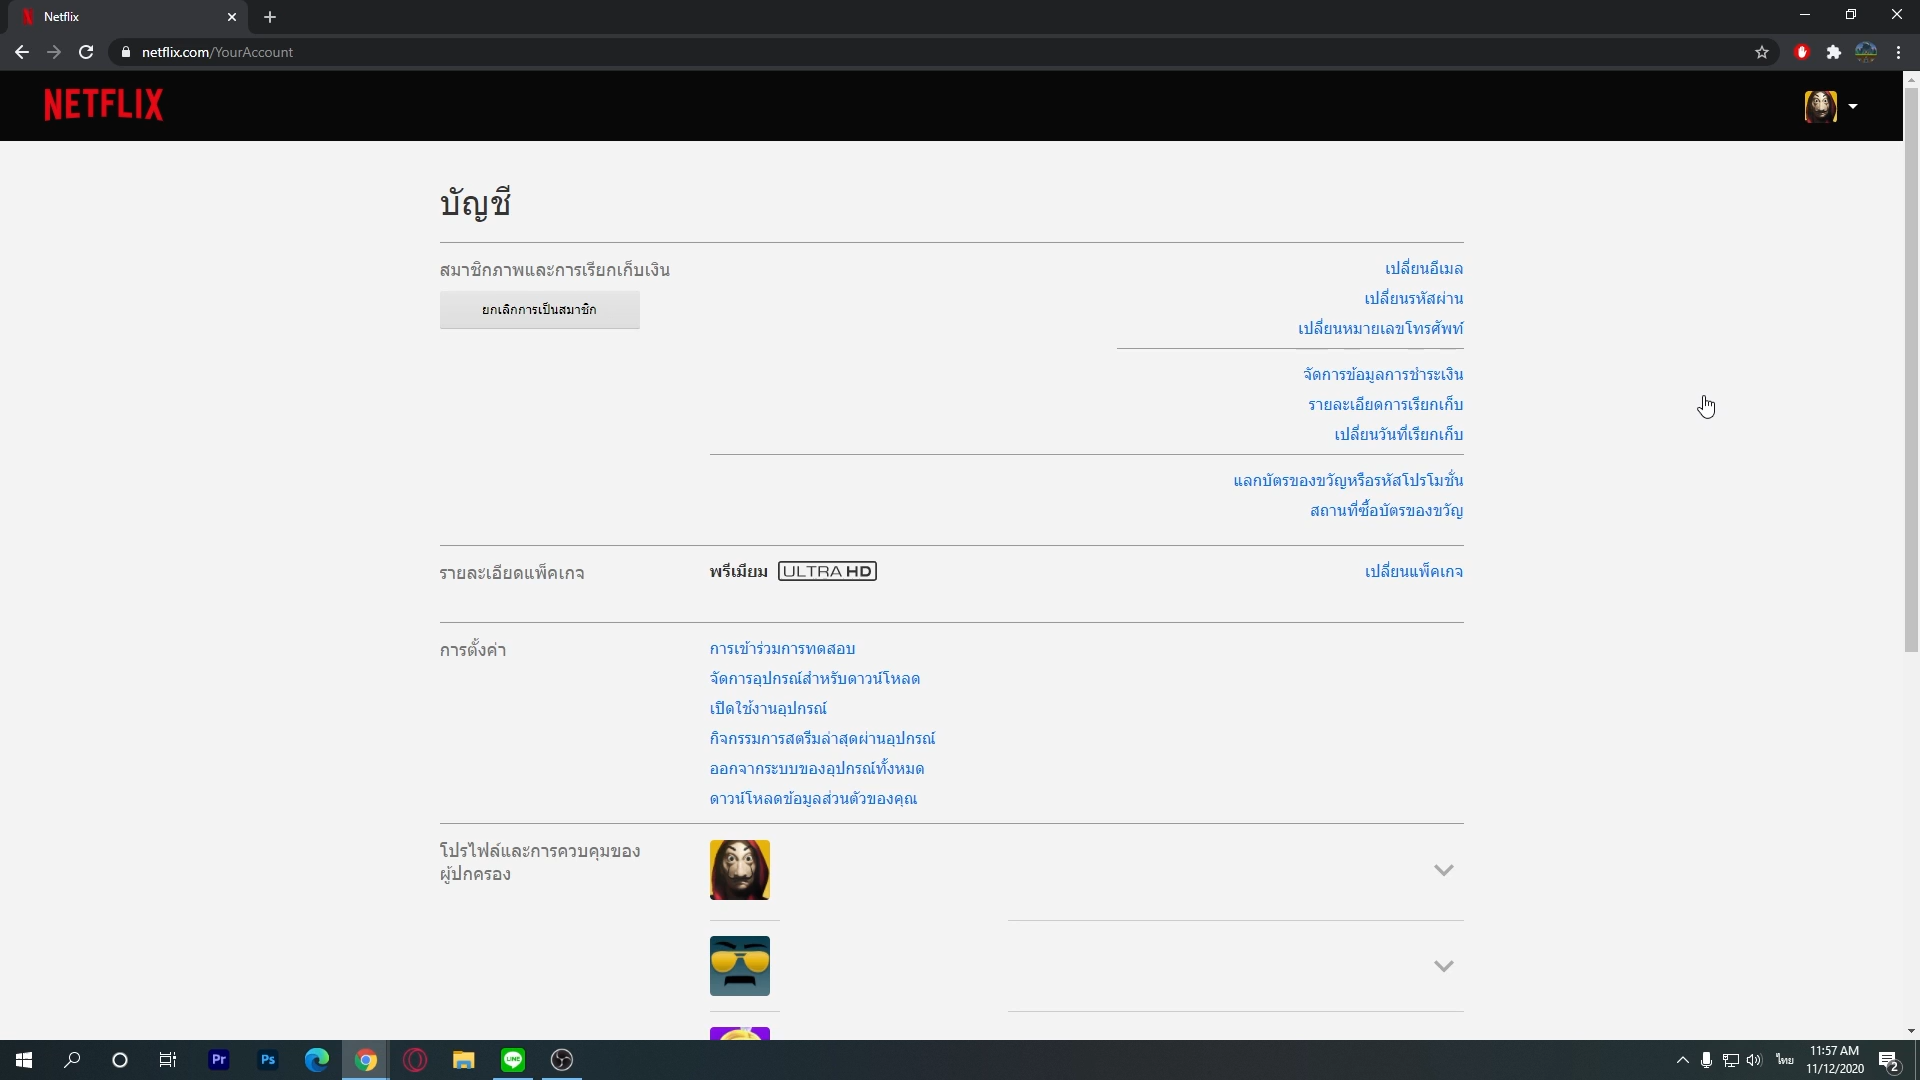 Netflix
netflix.com/YourAccount
NETFLIX
บัญชี
สมาชิกภาพและการเรียกเก็บเงิน
ยกเลิกการเป็นสมาชิก
เปลี่ยนอีเมล
เปลี่ยนรหัสผ่าน
เปลี่ยนหมายเลขโทรศัพท์
จัดการข้อมูลการชำระเงิน
รายละเอียดการเรียกเก็บ
เปลี่ยนวันที่เรียกเก็บ
แลกบัตรของขวัญหรือรหัสโปรโมชั่น
สถานที่ซื้อบัตรของขวัญ
รายละเอียดแพ็คเกจ
พรีเมียม ULTRA HD
เปลี่ยนแพ็คเกจ
การตั้งค่า
การเข้าร่วมการทดสอบ
จัดการอุปกรณ์สำหรับดาวน์โหลด
เปิดใช้งานอุปกรณ์
กิจกรรมการสตรีมล่าสุดผ่านอุปกรณ์
ออกจากระบบของอุปกรณ์ทั้งหมด
ดาวน์โหลดข้อมูลส่วนตัวของคุณ
โปรไฟล์และการควบคุมของ
ผู้ปกครอง
Pr
Ps
LINE
ไทย
11:57 AM
11/12/2020
2